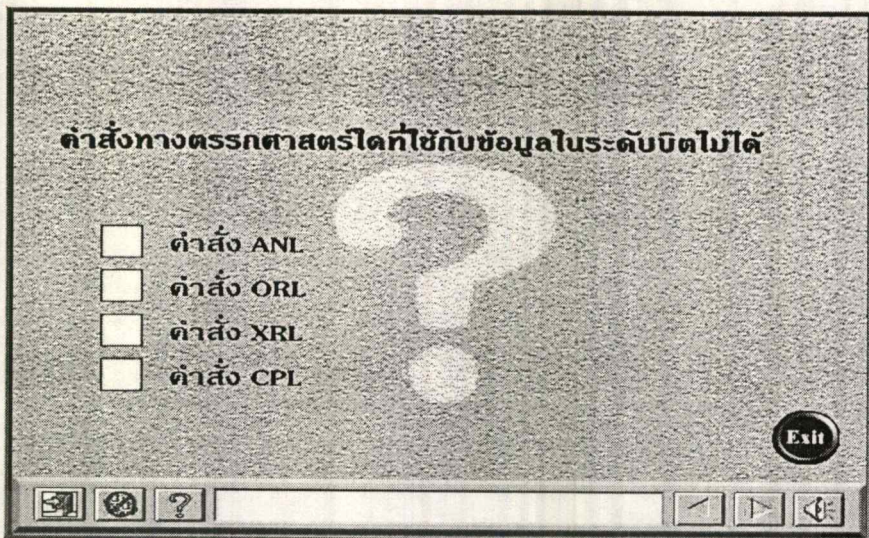 คำสั่งทางตรรกศาสตร์ใดที่ใช้กับข้อมูลในระดับบิตไม่ได้
คำสั่ง ANL
คำสั่ง ORL
คำสั่ง XRL
คำสั่ง CPL
Exit